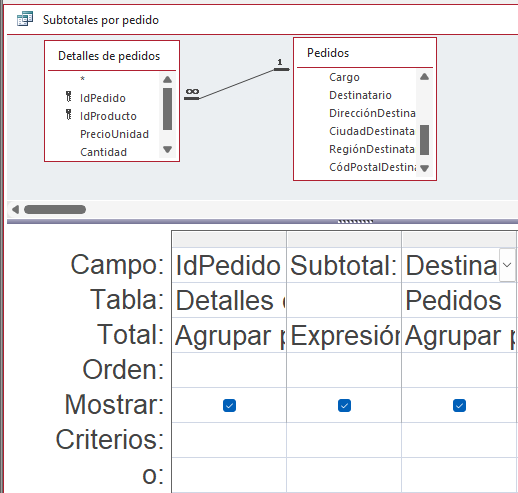 Subtotales por pedido
Detalles de pedidos
*
IdPedido
IdProducto
PrecioUnidad
Cantidad
∞
1
Pedidos
Cargo
Destinatario
DirecciónDestina
CiudadDestinata
RegiónDestinata
CódPostalDestina
Campo: IdPedido Subtotal: Destina
Tabla: Detalles Pedidos
Total: Agrupar p Expresión Agrupar p
Orden:
Mostrar:
Criterios:
o: